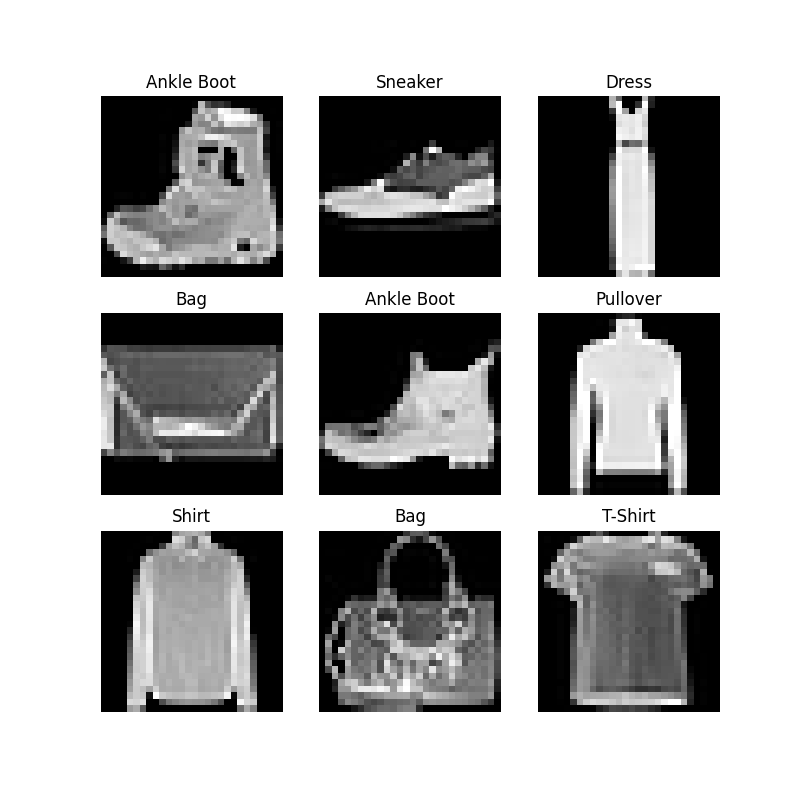 Ankle Boot
Sneaker
Dress
Bag
Ankle Boot
Pullover
Shirt
Bag
T-Shirt